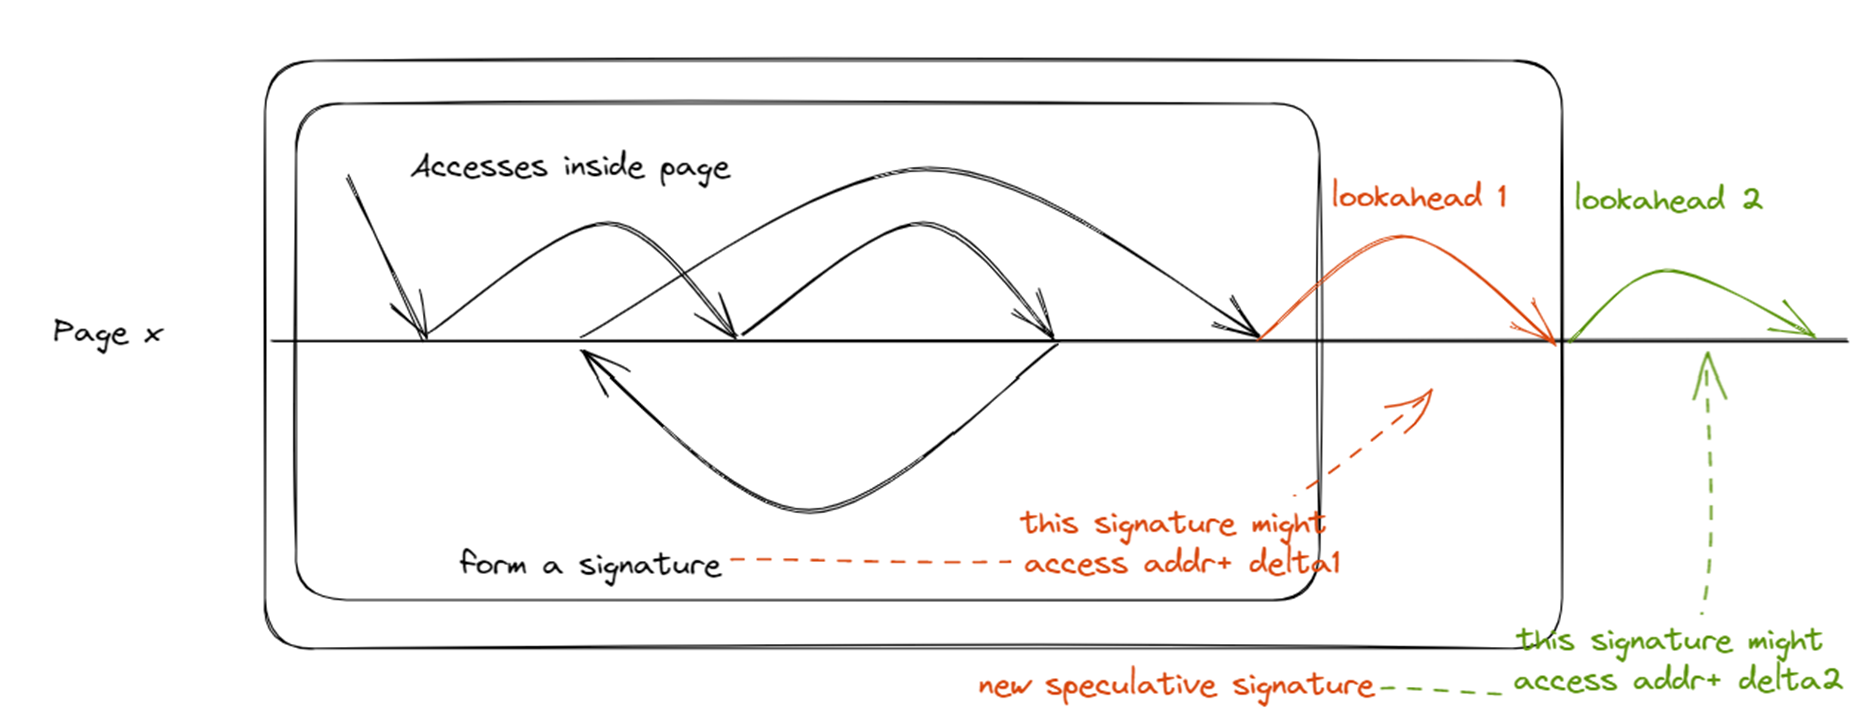 Accesses inside page
lookahead 1
lookahead 2
Page x
this signature might
access addr+ delta1
form a signature
this signature might
access addr+ delta2
new speculative signature